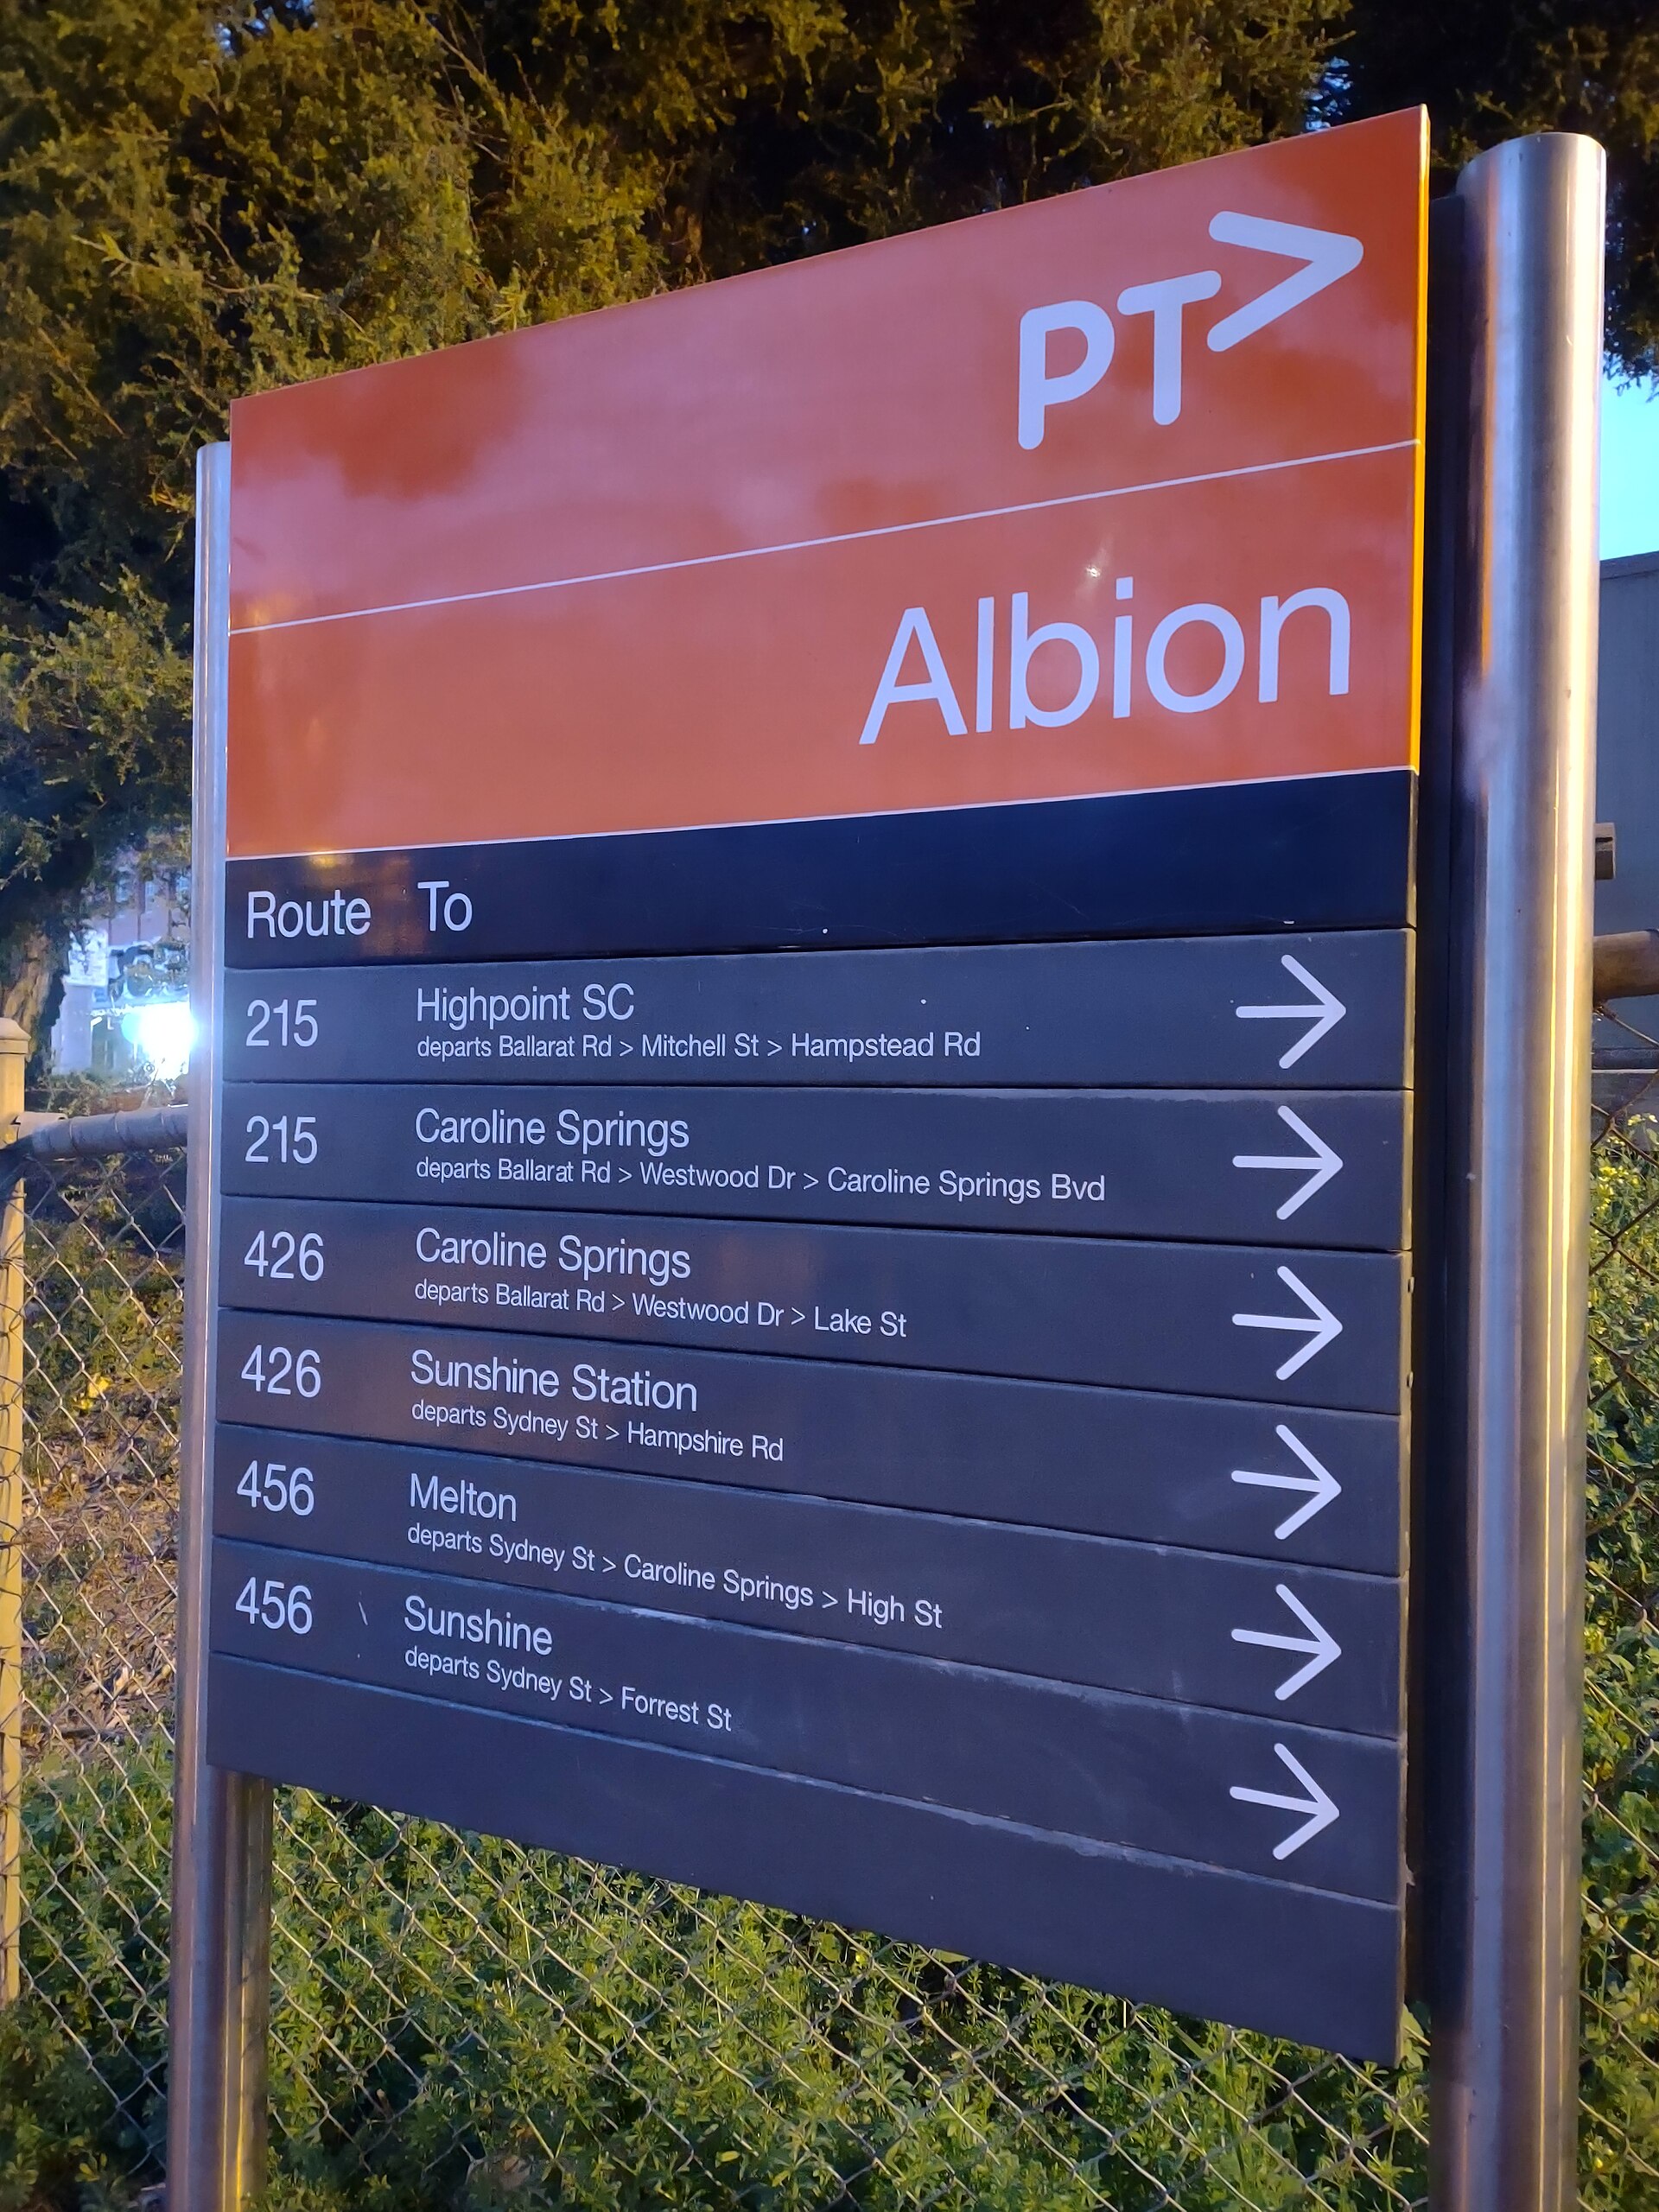 PT>
Albion
Route To
215 Highpoint SC
departs Ballarat Rd > Mitchell St > Hampstead Rd
215 Caroline Springs
departs Ballarat Rd > Westwood Dr > Caroline Springs Bvd
426 Caroline Springs
departs Ballarat Rd > Westwood Dr > Lake St
426 Sunshine Station
departs Sydney St > Hampshire Rd
456 Melton
departs Sydney St > Caroline Springs > High St
456 Sunshine
departs Sydney St > Forrest St